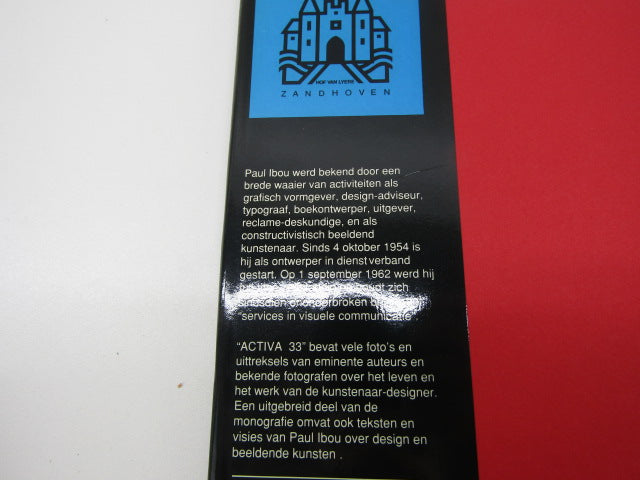 HOF VAN LYERE
ZANDHOVEN
Paul Ibou werd bekend door een
brede waaier van activiteiten als
grafisch vormgever, design-adviseur,
typograaf, boekontwerper, uitgever,
reclame-deskundige, en als
constructivistisch beeldend
kunstenaar. Sinds 4 oktober 1954 is
hij als ontwerper in dienstverband
gestart. Op 1 september 1962 werd hij
zich
sindsdien ononderbroken
"services in visuele communicatie".
"ACTIVA 33" bevat vele foto's en
uittreksels van eminente auteurs en
bekende fotografen over het leven en
het werk van de kunstenaar-designer.
Een uitgebreid deel van de
monografie omvat ook teksten en
visies van Paul Ibou over design en
beeldende kunsten .